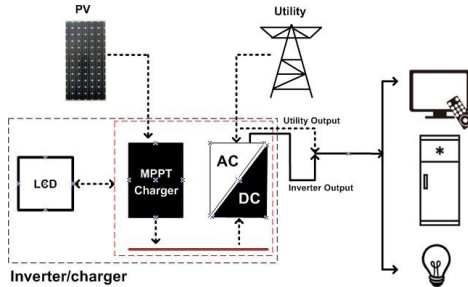 PV
Utility
Utility Output
LCD
MPPT
Charger
AC
DC
Inverter Output
Inverter/charger